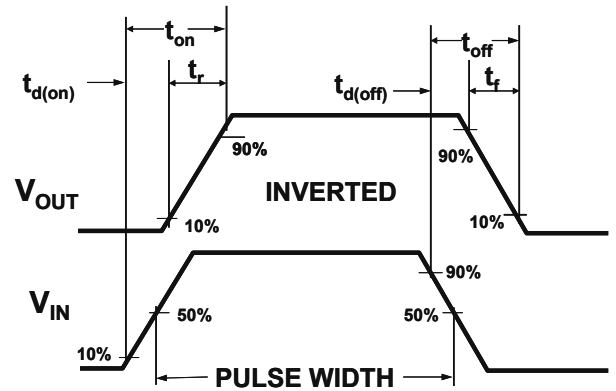 t_on t_off
t_r t_f
t_d(on) t_d(off)
90% 90%
V_OUT INVERTED
10% 10%
90%
V_IN 50% 50%
10%
PULSE WIDTH